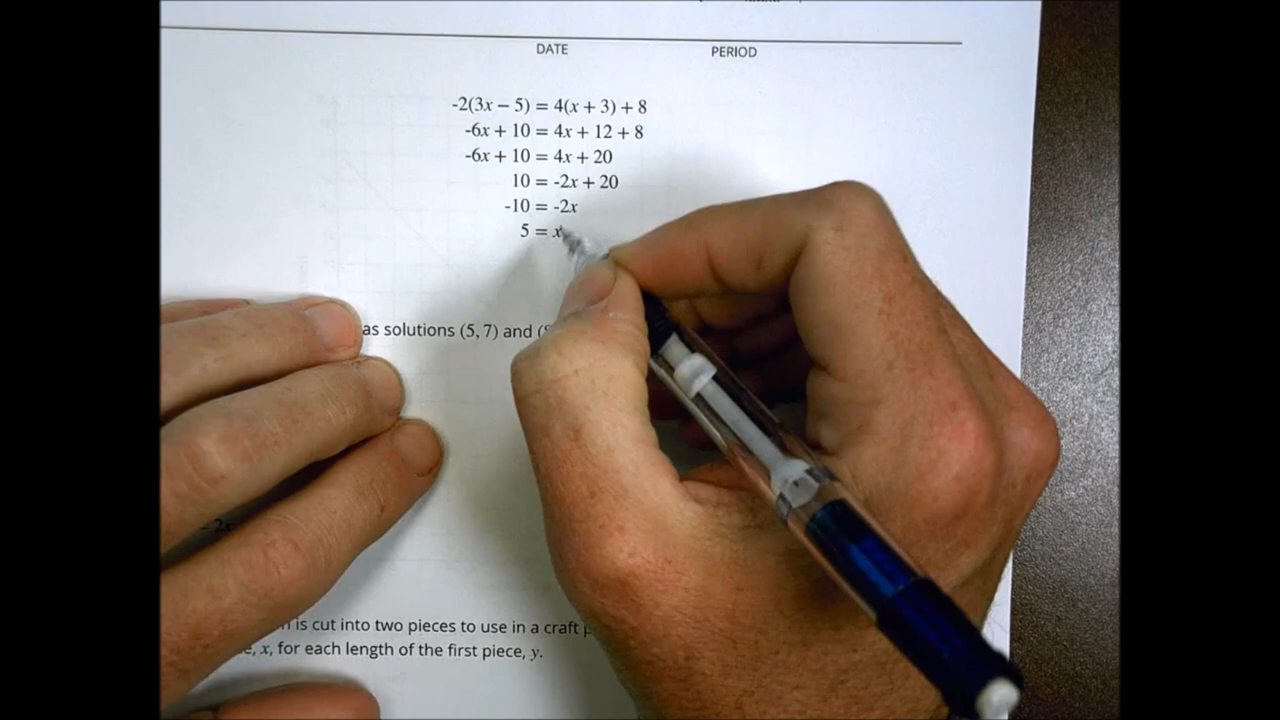 DATE PERIOD
-2(3x − 5) = 4(x + 3) + 8
-6x + 10 = 4x + 12 + 8
-6x + 10 = 4x + 20
10 = -2x + 20
-10 = -2x
5 = x
as solutions (5, 7) and
2x
is cut into two pieces to use in a craft
x, for each length of the first piece, y.